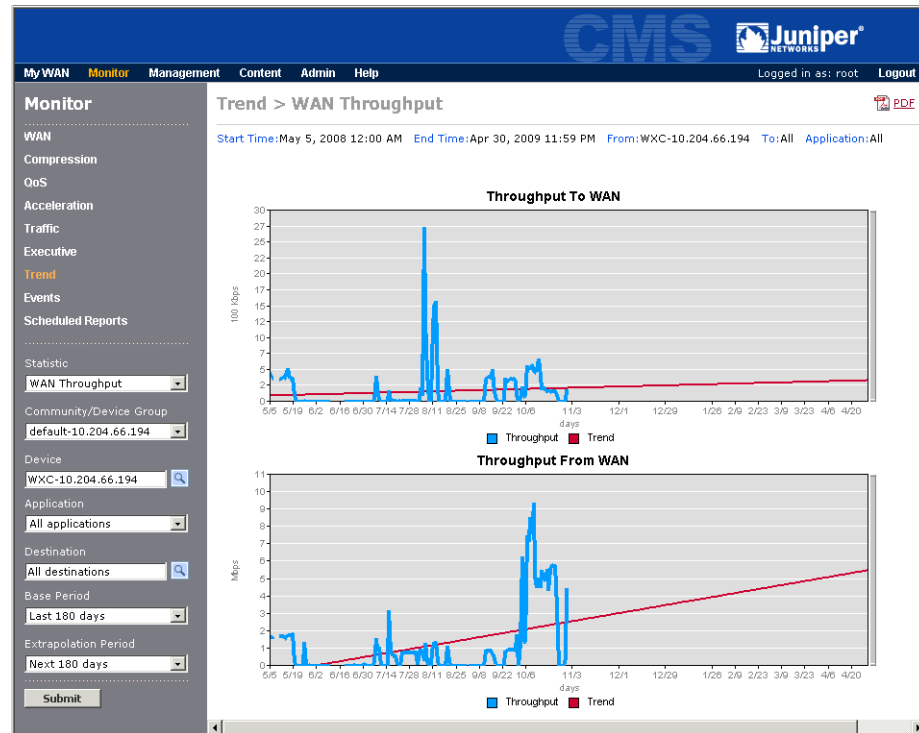 CMS
Juniper
NETWORKS
My WAN Monitor Management Content Admin Help Logged in as: root Logout
Monitor
WAN
Compression
QoS
Acceleration
Traffic
Executive
Trend
Events
Scheduled Reports
Statistic
WAN Throughput
Community/Device Group
default-10.204.66.194
Device
WXC-10.204.66.194
Application
All applications
Destination
All destinations
Base Period
Last 180 days
Extrapolation Period
Next 180 days
Submit
Trend > WAN Throughput
PDF
Start Time:May 5, 2008 12:00 AM End Time:Apr 30, 2009 11:59 PM From:WXC-10.204.66.194 To:All Application:All
Throughput To WAN
100 Kbps
30
27
25
22
20
17
15
12
10
7
5
2
0
5/5 5/19 6/2 6/16 6/30 7/14 7/28 8/11 8/25 9/8 9/22 10/6 11/3 12/1 12/29 1/26 2/9 2/23 3/9 3/23 4/6 4/20
days
Throughput Trend
Throughput From WAN
Mbps
11
10
9
8
7
6
5
4
3
2
1
0
5/5 5/19 6/2 6/16 6/30 7/14 7/28 8/11 8/25 9/8 9/22 10/6 11/3 12/1 12/29 1/26 2/9 2/23 3/9 3/23 4/6 4/20
days
Throughput Trend